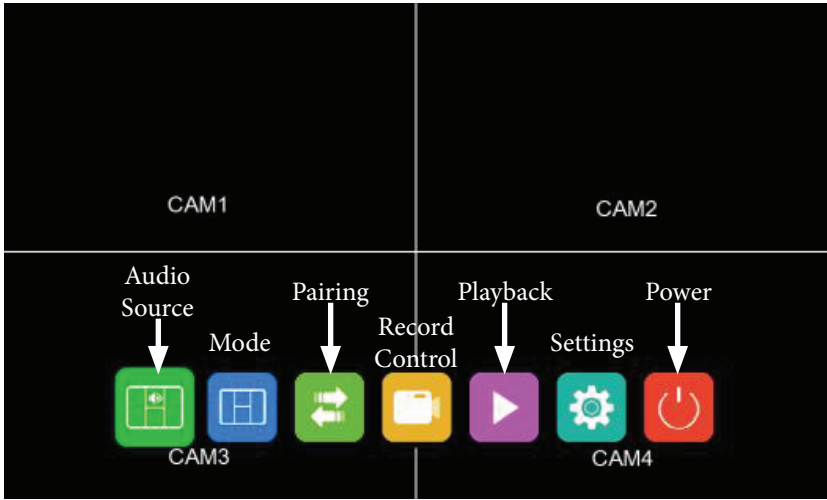 CAM1
CAM2
Audio
Source
Mode
Pairing
Record
Control
Playback
Settings
Power
CAM3
CAM4